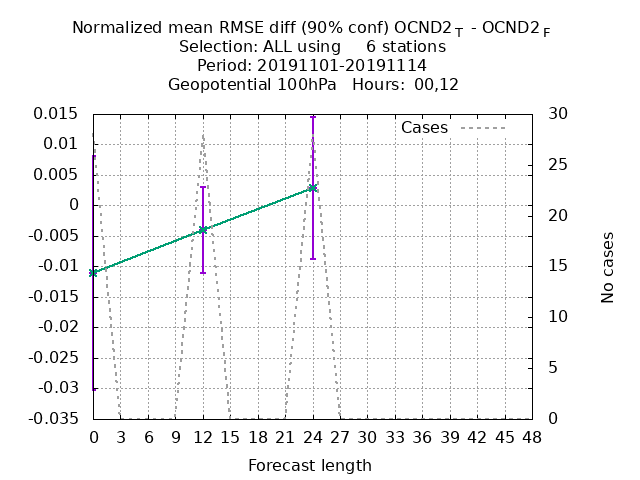 Normalized mean RMSE diff (90% conf) OCND2 T - OCND2 F
Selection: ALL using 6 stations
Period: 20191101-20191114
Geopotential 100hPa Hours: 00,12
Cases
0.015
0.01
0.005
0
-0.005
-0.01
-0.015
-0.02
-0.025
-0.03
-0.035
30
25
20
15
10
5
0
No cases
0 3 6 9 12 15 18 21 24 27 30 33 36 39 42 45 48
Forecast length